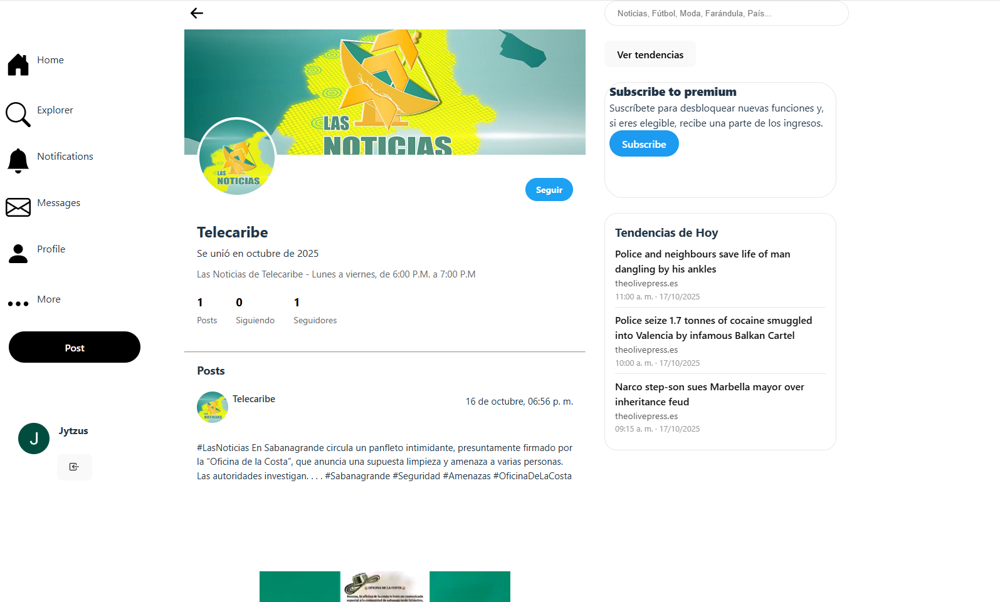 Home
Explorer
Notifications
Messages
Profile
More
Post
Jytzus
LAS
NOTICIAS
LAS
NOTICIAS
Seguir
Telecaribe
Se unió en octubre de 2025
Las Noticias de Telecaribe - Lunes a viernes, de 6:00 P.M. a 7:00 P.M
1 0 1
Posts Siguiendo Seguidores
Posts
Telecaribe
16 de octubre, 06:56 p. m.
LAS
NOTICIAS
#LasNoticias En Sabanagrande circula un panfleto intimidante, presuntamente firmado por
la “Oficina de la Costa”, que anuncia una supuesta limpieza y amenaza a varias personas.
Las autoridades investigan. . . . #Sabanagrande #Seguridad #Amenazas #OficinaDeLaCosta
OFICINA DE LA COSTA
Noticias, Fútbol, Moda, Farándula, País...
Ver tendencias
Subscribe to premium
Suscríbete para desbloquear nuevas funciones y,
si eres elegible, recibe una parte de los ingresos.
Subscribe
Tendencias de Hoy
Police and neighbours save life of man
dangling by his ankles
theolivepress.es
11:00 a. m. · 17/10/2025
Police seize 1.7 tonnes of cocaine smuggled
into Valencia by infamous Balkan Cartel
theolivepress.es
10:00 a. m. · 17/10/2025
Narco step-son sues Marbella mayor over
inheritance feud
theolivepress.es
09:15 a. m. · 17/10/2025